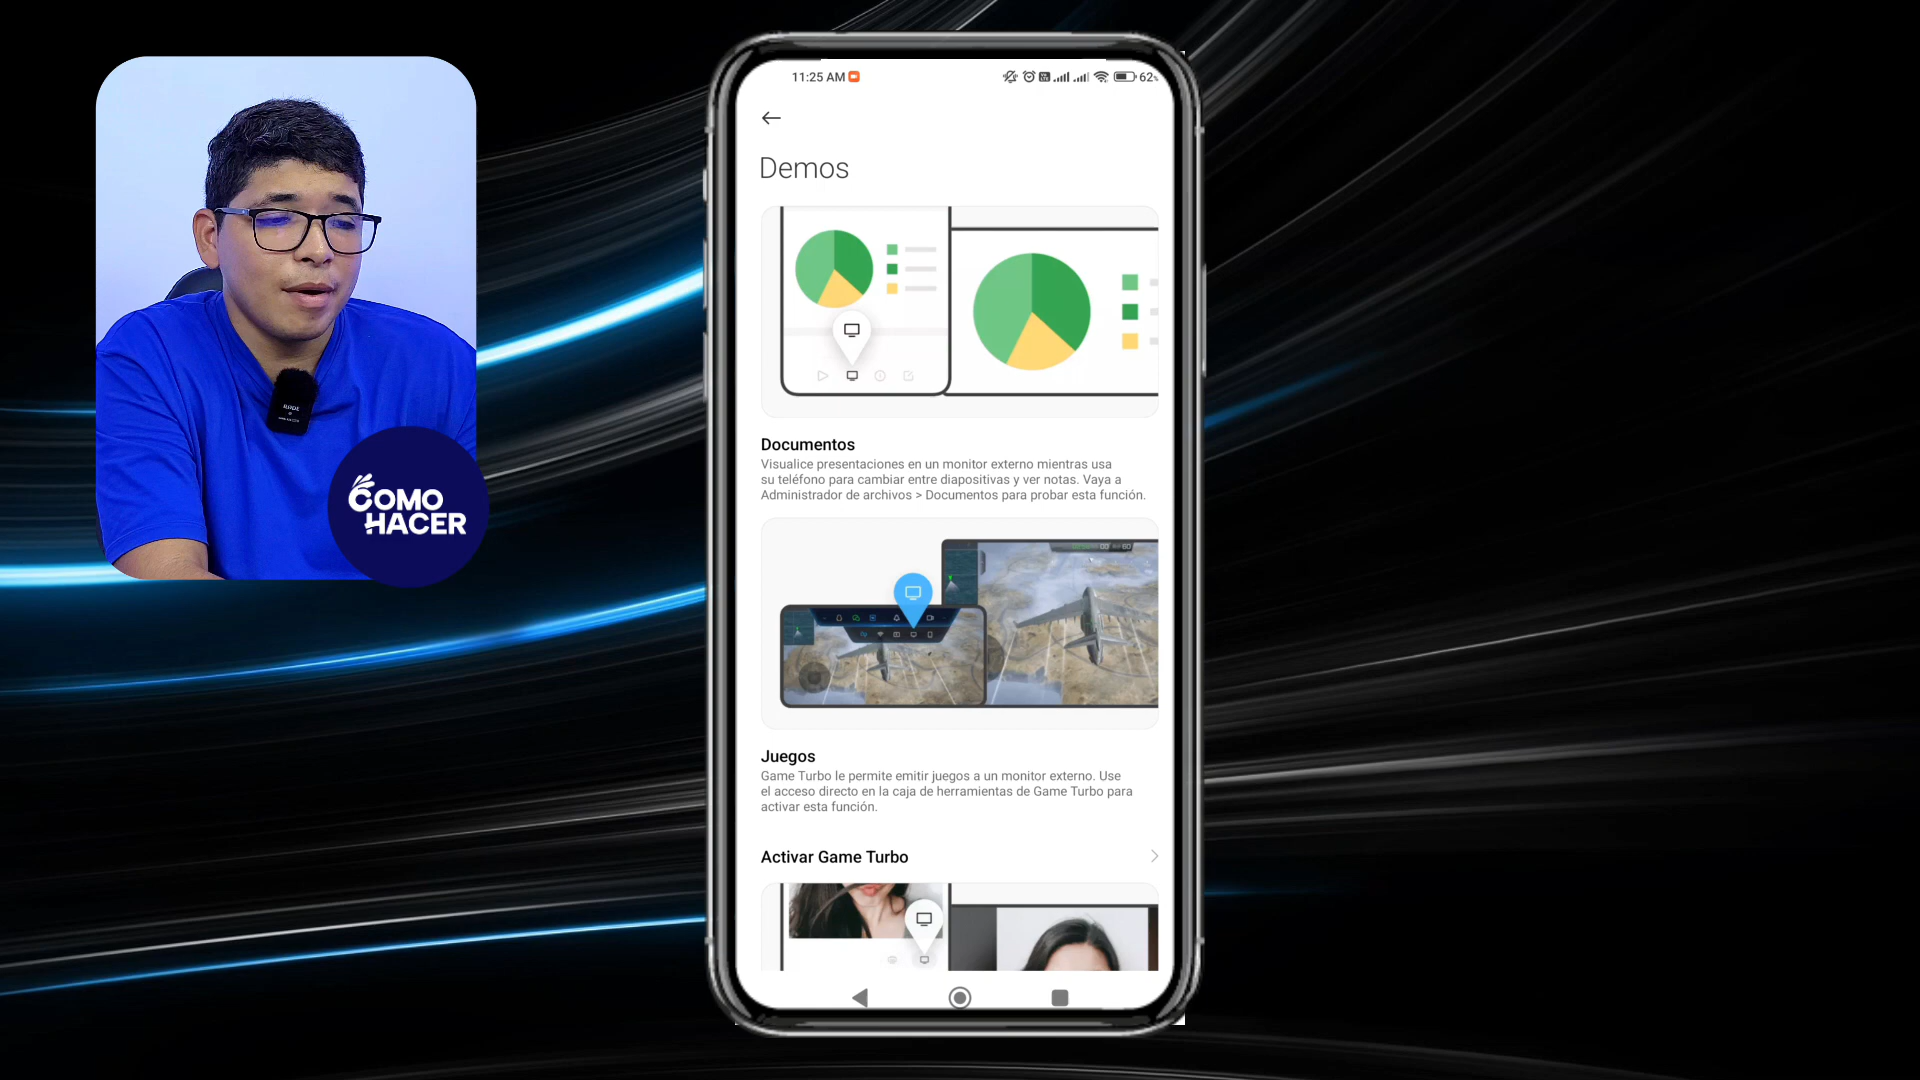 11:25 AM
62
Demos
Documentos
Visualice presentaciones en un monitor externo mientras usa
su teléfono para cambiar entre diapositivas y ver notas. Vaya a
Administrador de archivos > Documentos para probar esta función.
Juegos
Game Turbo le permite emitir juegos a un monitor externo. Use
el acceso directo en la caja de herramientas de Game Turbo para
activar esta función.
Activar Game Turbo
RØDE
COMO
HACER